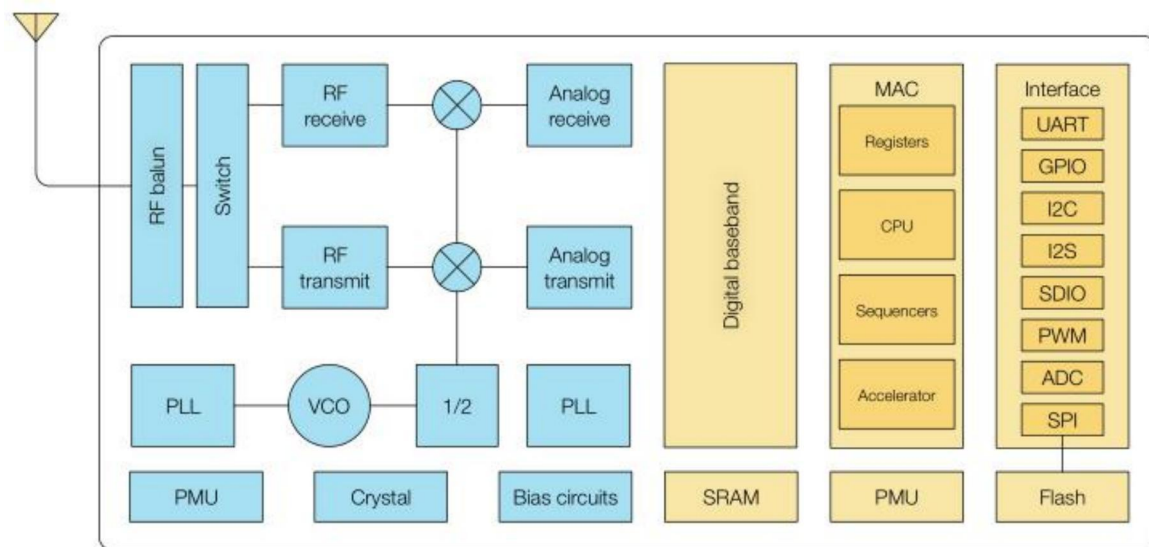 RF balun
Switch
RF
receive
Analog
receive
RF
transmit
Analog
transmit
PLL
VCO
1/2
PLL
PMU
Crystal
Bias circuits
Digital baseband
SRAM
MAC
Registers
CPU
Sequencers
Accelerator
PMU
Interface
UART
GPIO
I2C
I2S
SDIO
PWM
ADC
SPI
Flash